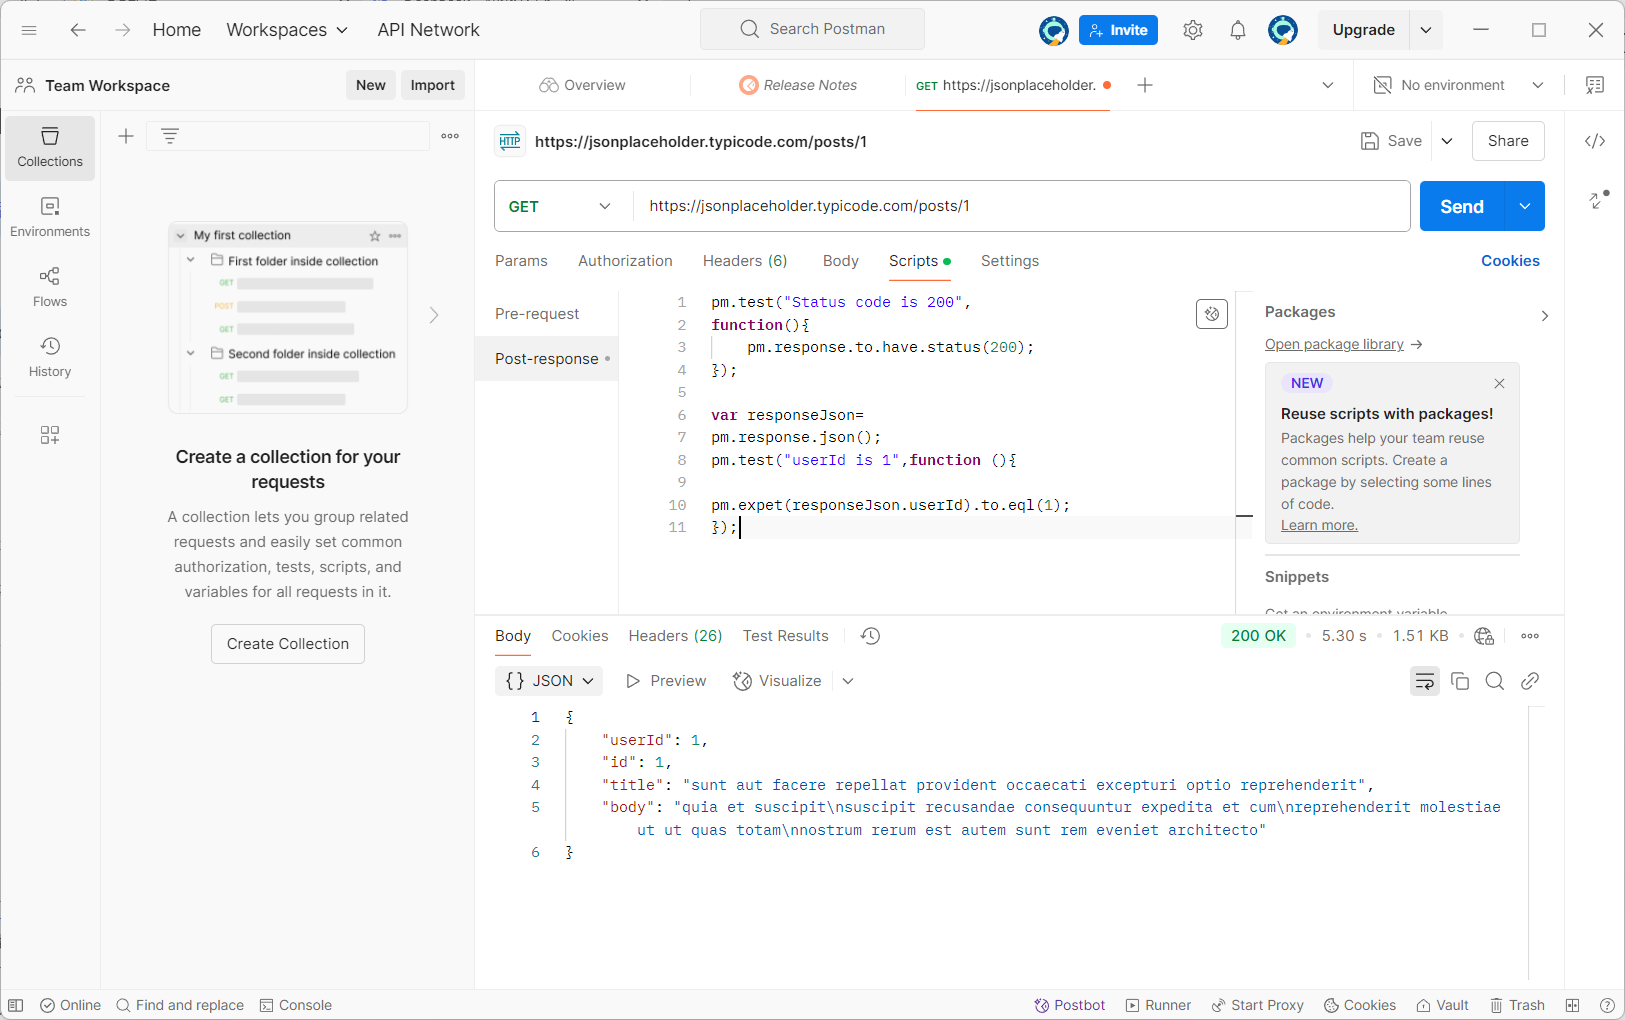 Home
Workspaces
API Network
Search Postman
Invite
Upgrade
Team Workspace
New
Import
Overview
Release Notes
GET https://jsonplaceholder.
No environment
Collections
Environments
Flows
History
My first collection
First folder inside collection
GET
POST
GET
Second folder inside collection
GET
GET
Create a collection for your
requests
A collection lets you group related
requests and easily set common
authorization, tests, scripts, and
variables for all requests in it.
Create Collection
HTTP https://jsonplaceholder.typicode.com/posts/1
Save
Share
GET
https://jsonplaceholder.typicode.com/posts/1
Send
Params
Authorization
Headers (6)
Body
Scripts
Settings
Cookies
Pre-request
Post-response
1 pm.test("Status code is 200",
2 function(){
3 pm.response.to.have.status(200);
4 });
5
6 var responseJson=
7 pm.response.json();
8 pm.test("userId is 1",function (){
9
10 pm.expet(responseJson.userId).to.eql(1);
11 });
Packages
Open package library →
NEW
Reuse scripts with packages!
Packages help your team reuse
common scripts. Create a
package by selecting some lines
of code.
Learn more.
Snippets
Get an environment variable
Body
Cookies
Headers (26)
Test Results
200 OK
5.30 s
1.51 KB
{} JSON
Preview
Visualize
1 {
2 "userId": 1,
3 "id": 1,
4 "title": "sunt aut facere repellat provident occaecati excepturi optio reprehenderit",
5 "body": "quia et suscipit\nsuscipit recusandae consequuntur expedita et cum\nreprehenderit molestiae
ut ut quas totam\nnostrum rerum est autem sunt rem eveniet architecto"
6 }
Online
Find and replace
Console
Postbot
Runner
Start Proxy
Cookies
Vault
Trash